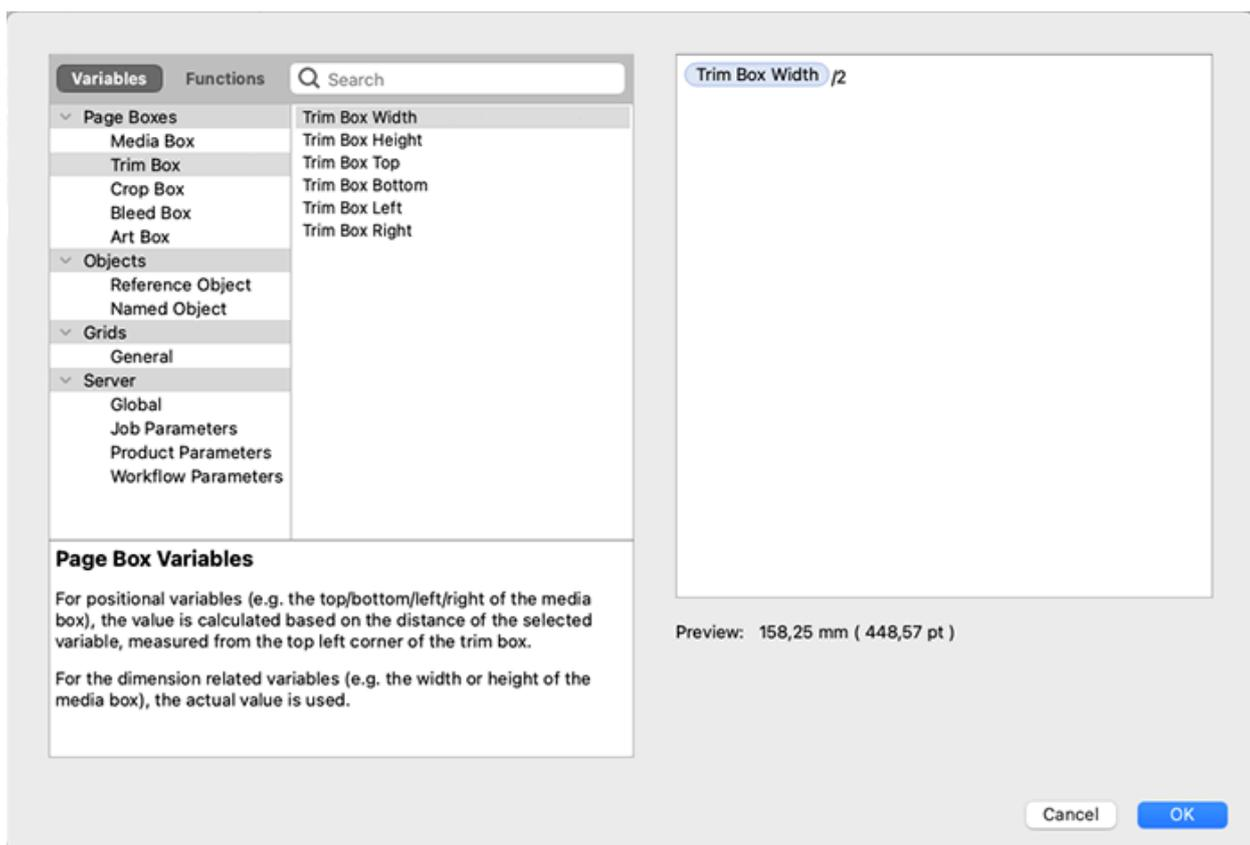 Variables Functions Search
Page Boxes
Media Box
Trim Box
Crop Box
Bleed Box
Art Box
Objects
Reference Object
Named Object
Grids
General
Server
Global
Job Parameters
Product Parameters
Workflow Parameters
Trim Box Width
Trim Box Height
Trim Box Top
Trim Box Bottom
Trim Box Left
Trim Box Right
Page Box Variables
For positional variables (e.g. the top/bottom/left/right of the media
box), the value is calculated based on the distance of the selected
variable, measured from the top left corner of the trim box.
For the dimension related variables (e.g. the width or height of the
media box), the actual value is used.
Trim Box Width /2
Preview: 158,25 mm ( 448,57 pt )
Cancel OK